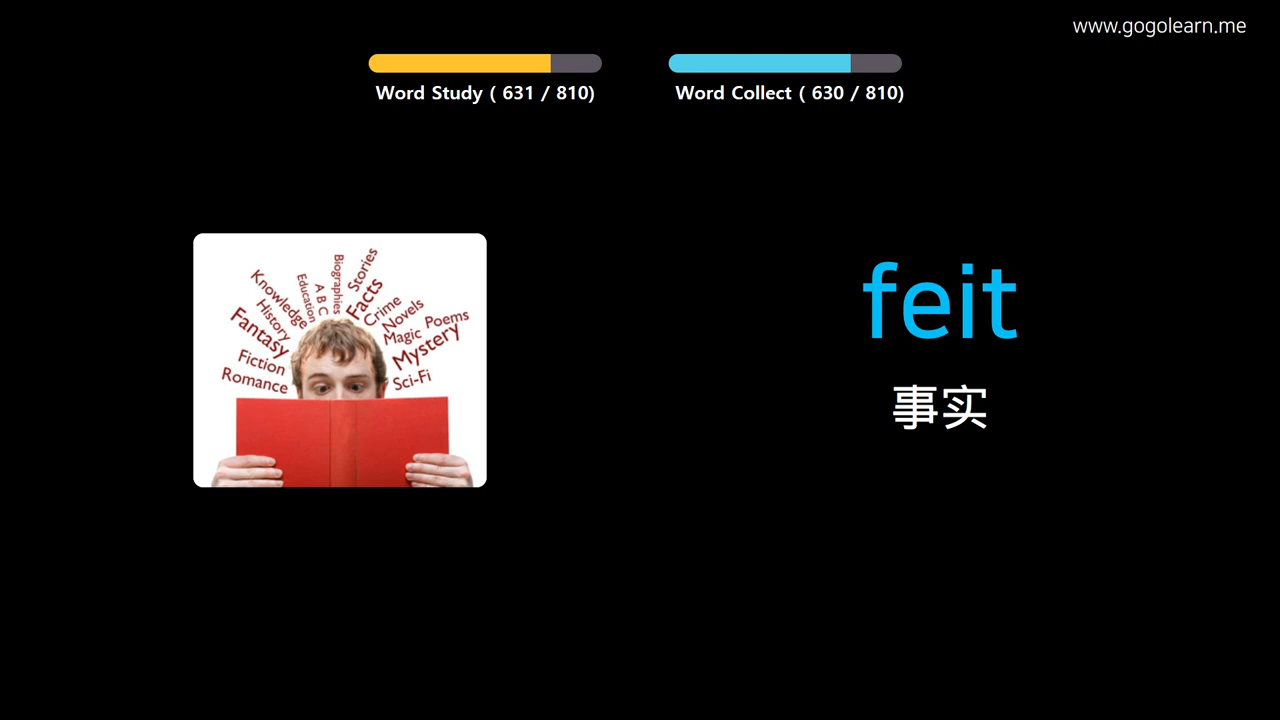 www.gogolearn.me
Word Study ( 631 / 810)
Word Collect ( 630 / 810)
Knowledge
History
Fantasy
Fiction
Romance
Education
A B C
Biographies
Stories
Facts
Crime
Novels
Magic
Poems
Mystery
Sci-Fi
feit
事实